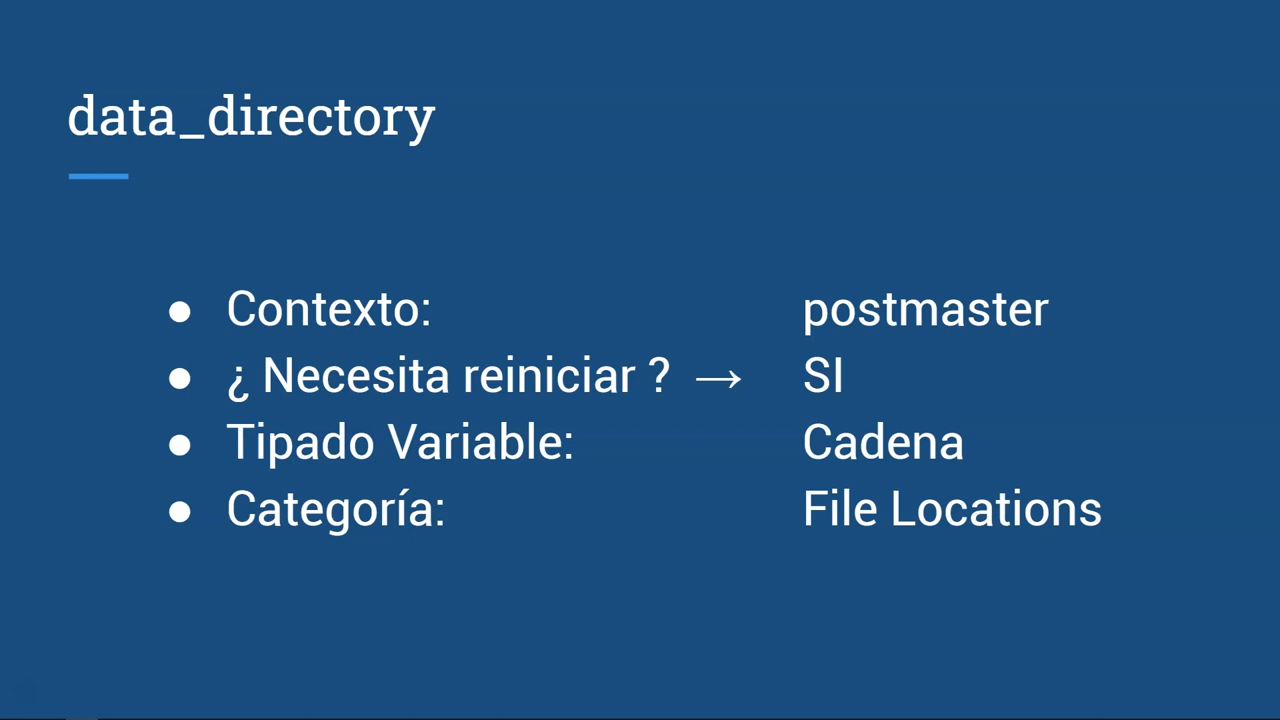 data_directory
● Contexto: postmaster
● ¿ Necesita reiniciar ? → SI
● Tipado Variable: Cadena
● Categoría: File Locations